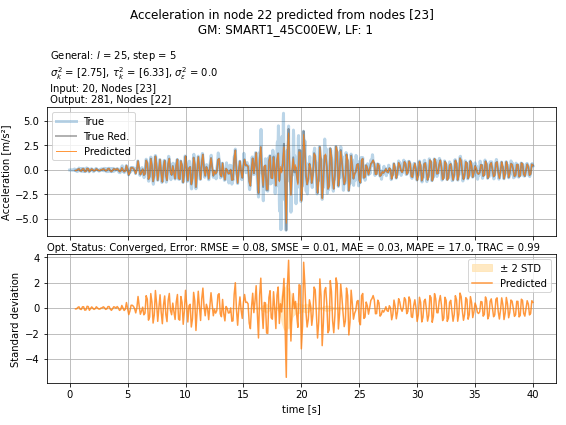 Acceleration in node 22 predicted from nodes [23]
GM: SMART1_45C00EW, LF: 1
General: l = 25, step = 5
σ²ₖ = [2.75], τ²ₖ = [6.33], σ²ε = 0.0
Input: 20, Nodes [23]
Output: 281, Nodes [22]
Acceleration [m/s²]
5.0
2.5
0.0
−2.5
−5.0
True
True Red.
Predicted
Opt. Status: Converged, Error: RMSE = 0.08, SMSE = 0.01, MAE = 0.03, MAPE = 17.0, TRAC = 0.99
Standard deviation
4
2
0
−2
−4
± 2 STD
Predicted
0 5 10 15 20 25 30 35 40
time [s]